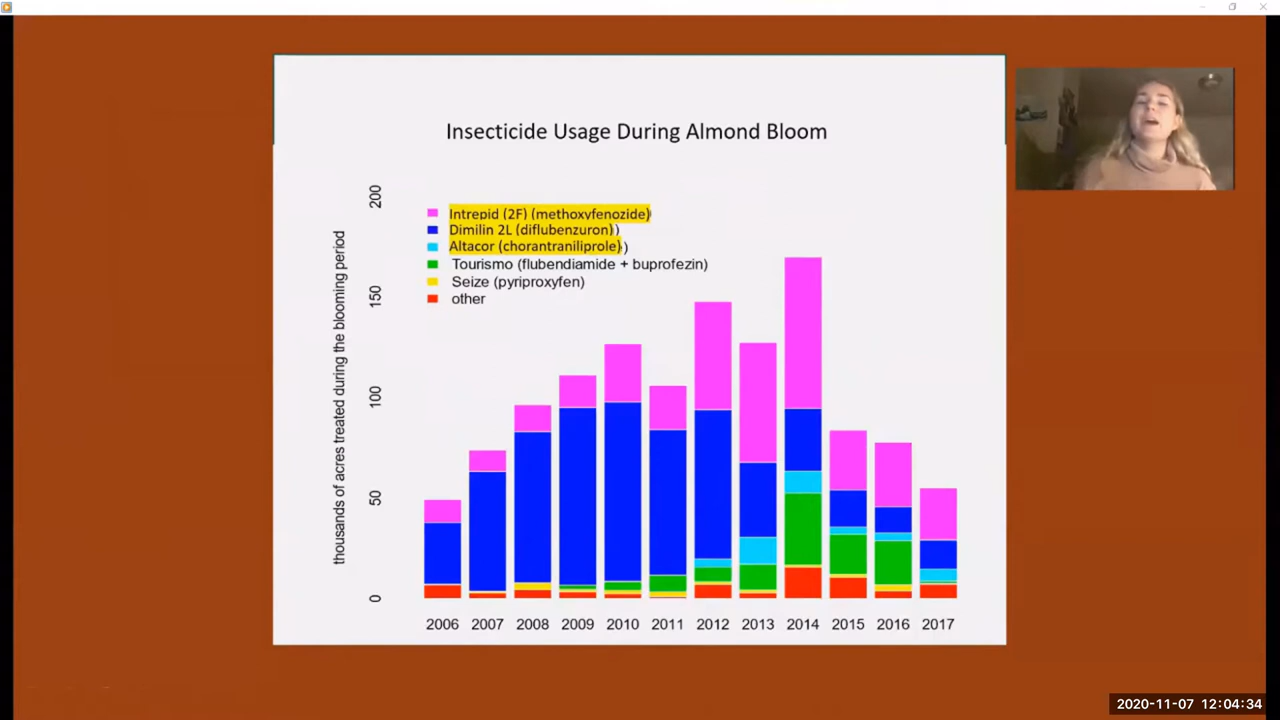 Insecticide Usage During Almond Bloom
thousands of acres treated during the blooming period
200
150
100
50
0
Intrepid (2F) (methoxyfenozide)
Dimilin 2L (diflubenzuron) )
Altacor (chorantraniliprole) )
Tourismo (flubendiamide + buprofezin)
Seize (pyriproxyfen)
other
2006 2007 2008 2009 2010 2011 2012 2013 2014 2015 2016 2017
2020-11-07 12:04:34